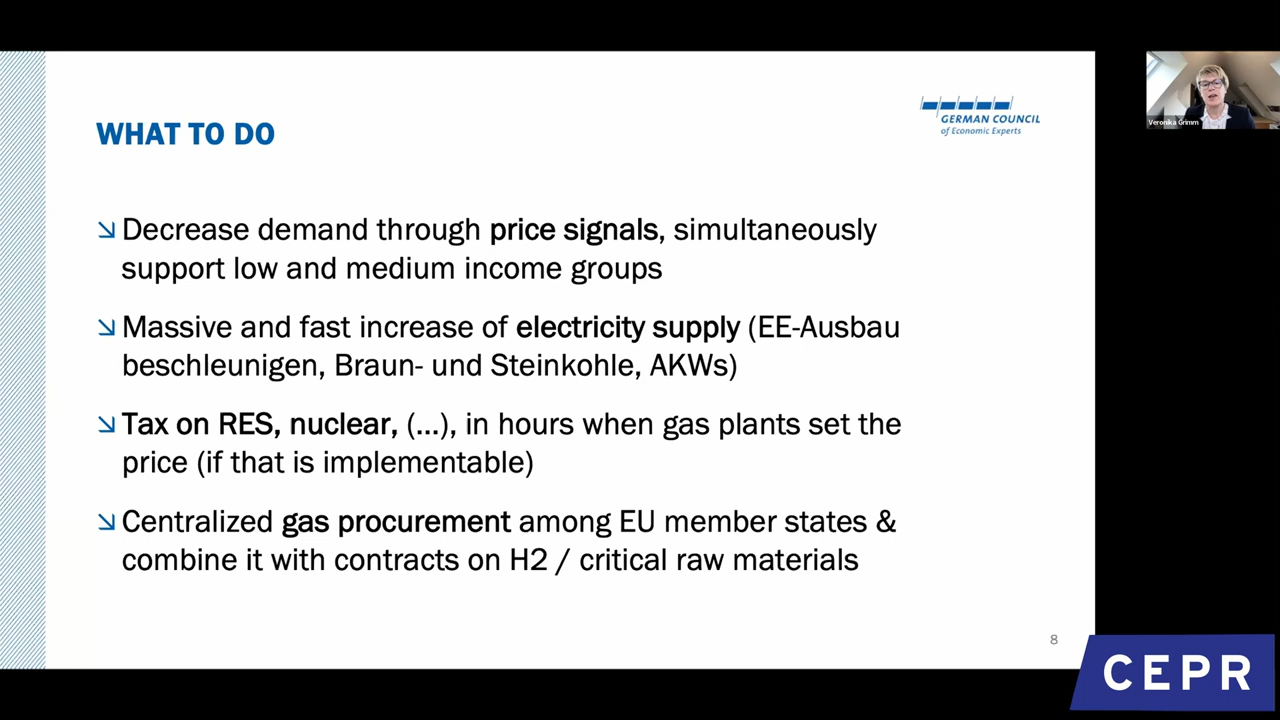 WHAT TO DO
GERMAN COUNCIL
of Economic Experts
Veronika Grimm
Decrease demand through price signals, simultaneously
support low and medium income groups
Massive and fast increase of electricity supply (EE-Ausbau
beschleunigen, Braun- und Steinkohle, AKWs)
Tax on RES, nuclear, (...), in hours when gas plants set the
price (if that is implementable)
Centralized gas procurement among EU member states &
combine it with contracts on H2 / critical raw materials
8
CEPR